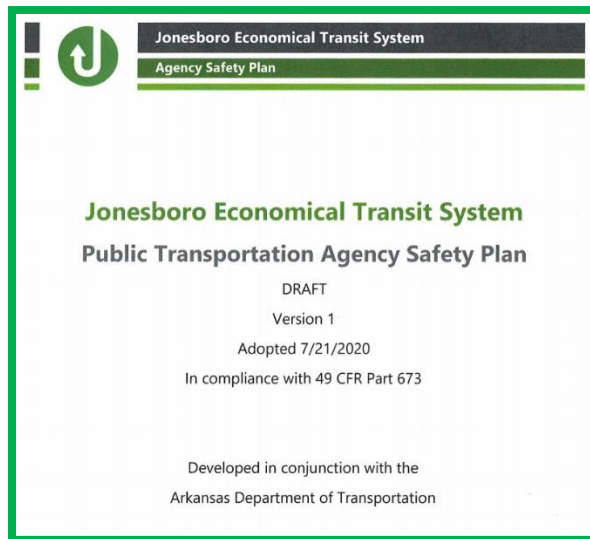 Jonesboro Economical Transit System
Agency Safety Plan
Jonesboro Economical Transit System
Public Transportation Agency Safety Plan
DRAFT
Version 1
Adopted 7/21/2020
In compliance with 49 CFR Part 673
Developed in conjunction with the
Arkansas Department of Transportation